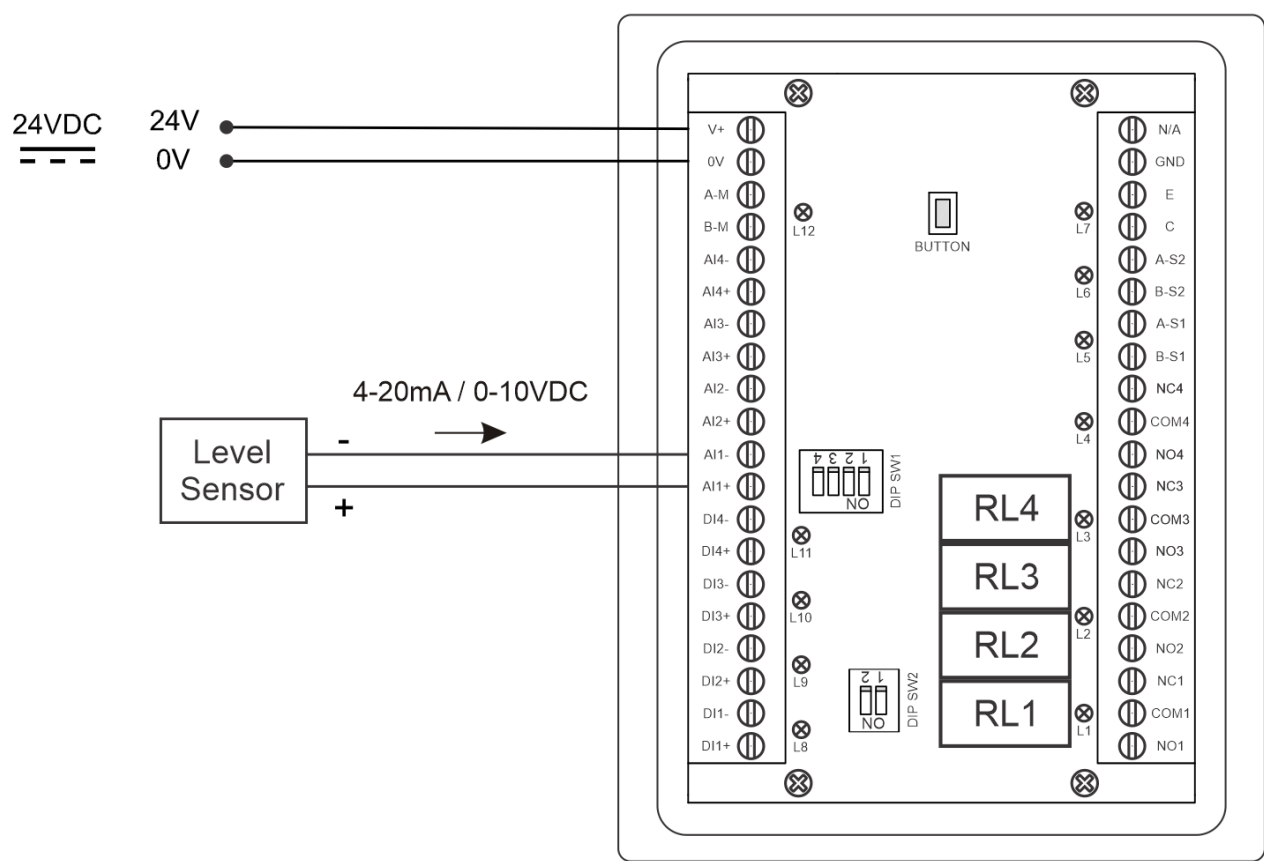 24VDC
24V
0V
4-20mA / 0-10VDC
Level
Sensor
-
+
V+
0V
A-M
B-M
AI4-
AI4+
AI3-
AI3+
AI2-
AI2+
AI1-
AI1+
DI4-
DI4+
DI3-
DI3+
DI2-
DI2+
DI1-
DI1+
L12
L11
L10
L9
L8
BUTTON
4 3 2 1
ON
DIP SW1
2 1
ON
DIP SW2
RL4
RL3
RL2
RL1
L7
L6
L5
L4
L3
L2
L1
N/A
GND
E
C
A-S2
B-S2
A-S1
B-S1
NC4
COM4
NO4
NC3
COM3
NO3
NC2
COM2
NO2
NC1
COM1
NO1